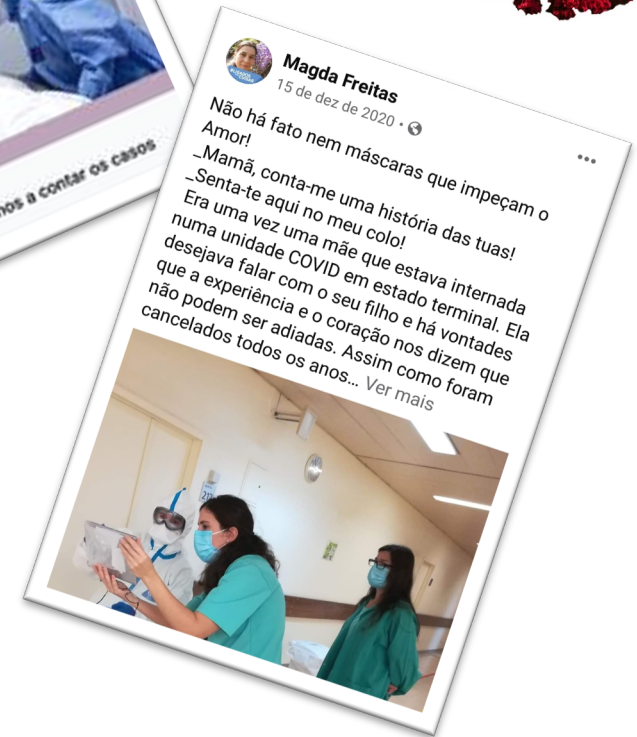 nos a contar os casos
Magda Freitas
15 de dez de 2020 •
Não há fato nem máscaras que impeçam o
Amor!
_Mamã, conta-me uma história das tuas!
_Senta-te aqui no meu colo!
Era uma vez uma mãe que estava internada
numa unidade COVID em estado terminal. Ela
desejava falar com o seu filho e há vontades
que a experiência e o coração nos dizem que
não podem ser adiadas. Assim como foram
cancelados todos os anos... Ver mais